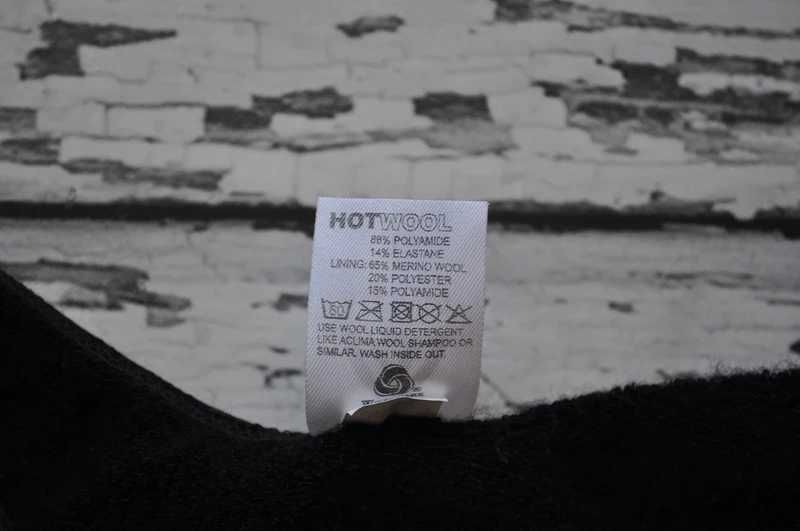 HOTWOOL
86% POLYAMIDE
14% ELASTANE
LINING: 65% MERINO WOOL
20% POLYESTER
15% POLYAMIDE
USE WOOL LIQUID DETERGENT
LIKE ACLIMA WOOL SHAMPOO OR
SIMILAR. WASH INSIDE OUT.